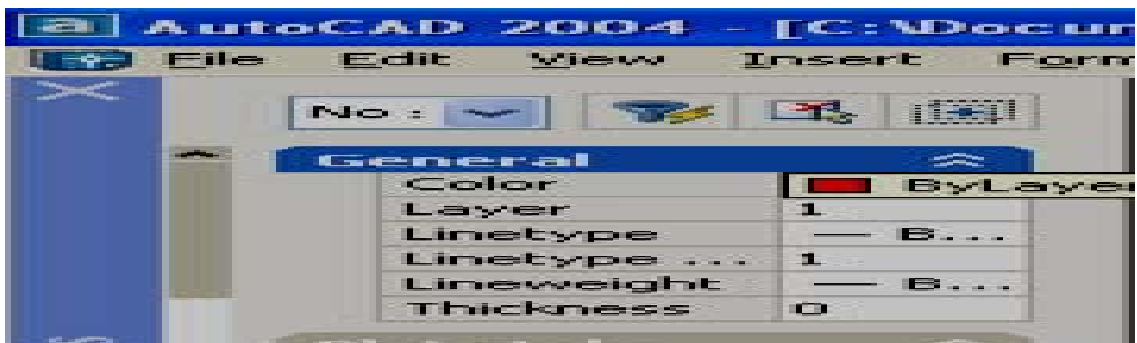 AutoCAD 2004 - [C:\Docum
File Edit View Insert Form
No :
General
Color ByLayer
Layer 1
Linetype B...
Linetype ... 1
Lineweight B...
Thickness 0